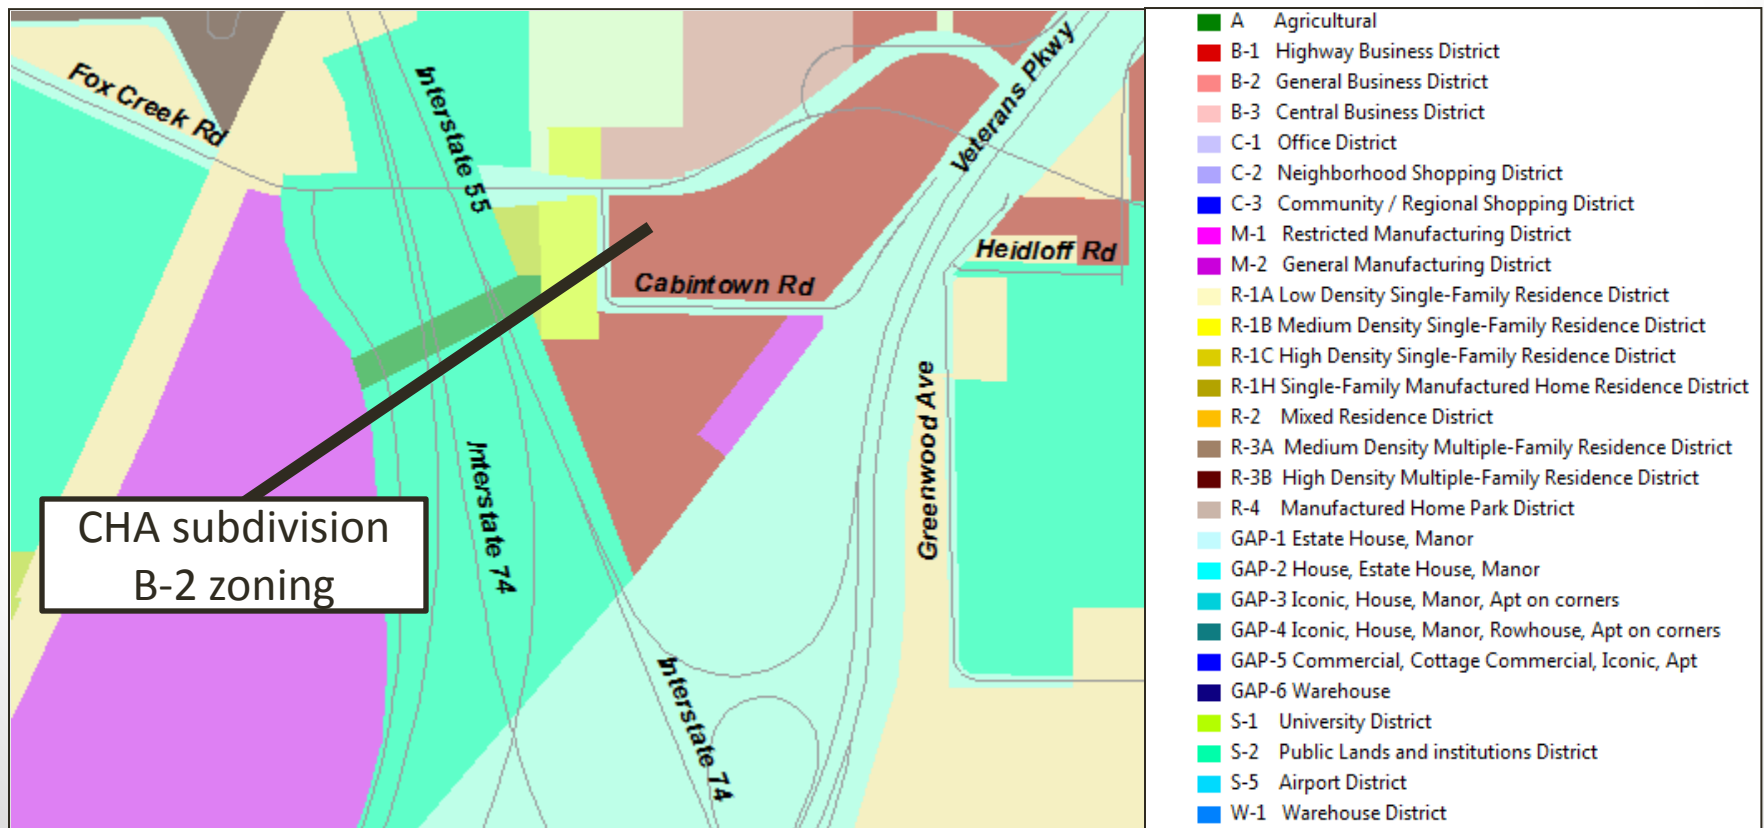 Fox Creek Rd
Interstate 55
Veterans Pkwy
Heidloff Rd
Cabintown Rd
Greenwood Ave
Interstate 74
Interstate 74
CHA subdivision
B-2 zoning
A Agricultural
B-1 Highway Business District
B-2 General Business District
B-3 Central Business District
C-1 Office District
C-2 Neighborhood Shopping District
C-3 Community / Regional Shopping District
M-1 Restricted Manufacturing District
M-2 General Manufacturing District
R-1A Low Density Single-Family Residence District
R-1B Medium Density Single-Family Residence District
R-1C High Density Single-Family Residence District
R-1H Single-Family Manufactured Home Residence District
R-2 Mixed Residence District
R-3A Medium Density Multiple-Family Residence District
R-3B High Density Multiple-Family Residence District
R-4 Manufactured Home Park District
GAP-1 Estate House, Manor
GAP-2 House, Estate House, Manor
GAP-3 Iconic, House, Manor, Apt on corners
GAP-4 Iconic, House, Manor, Rowhouse, Apt on corners
GAP-5 Commercial, Cottage Commercial, Iconic, Apt
GAP-6 Warehouse
S-1 University District
S-2 Public Lands and institutions District
S-5 Airport District
W-1 Warehouse District